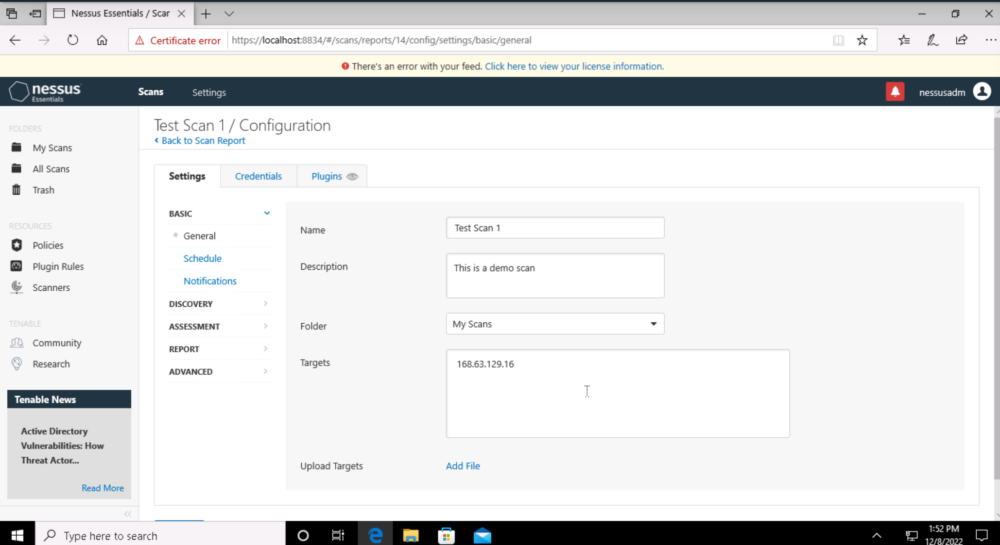 Nessus Essentials / Scar
Certificate error
https://localhost:8834/#/scans/reports/14/config/settings/basic/general
There's an error with your feed. Click here to view your license information.
nessus
Essentials
Scans
Settings
nessusadm
FOLDERS
My Scans
All Scans
Trash
RESOURCES
Policies
Plugin Rules
Scanners
TENABLE
Community
Research
Tenable News
Active Directory
Vulnerabilities: How
Threat Actor...
Read More
Test Scan 1 / Configuration
Back to Scan Report
Settings
Credentials
Plugins
BASIC
General
Schedule
Notifications
DISCOVERY
ASSESSMENT
REPORT
ADVANCED
Name
Test Scan 1
Description
This is a demo scan
Folder
My Scans
Targets
168.63.129.16
Upload Targets
Add File
Type here to search
1:52 PM
12/8/2022